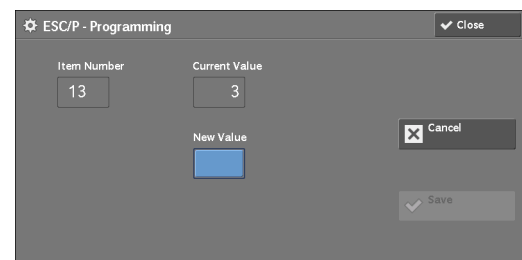 ESC/P - Programming
Close
Item Number
Current Value
13
3
New Value
Cancel
Save